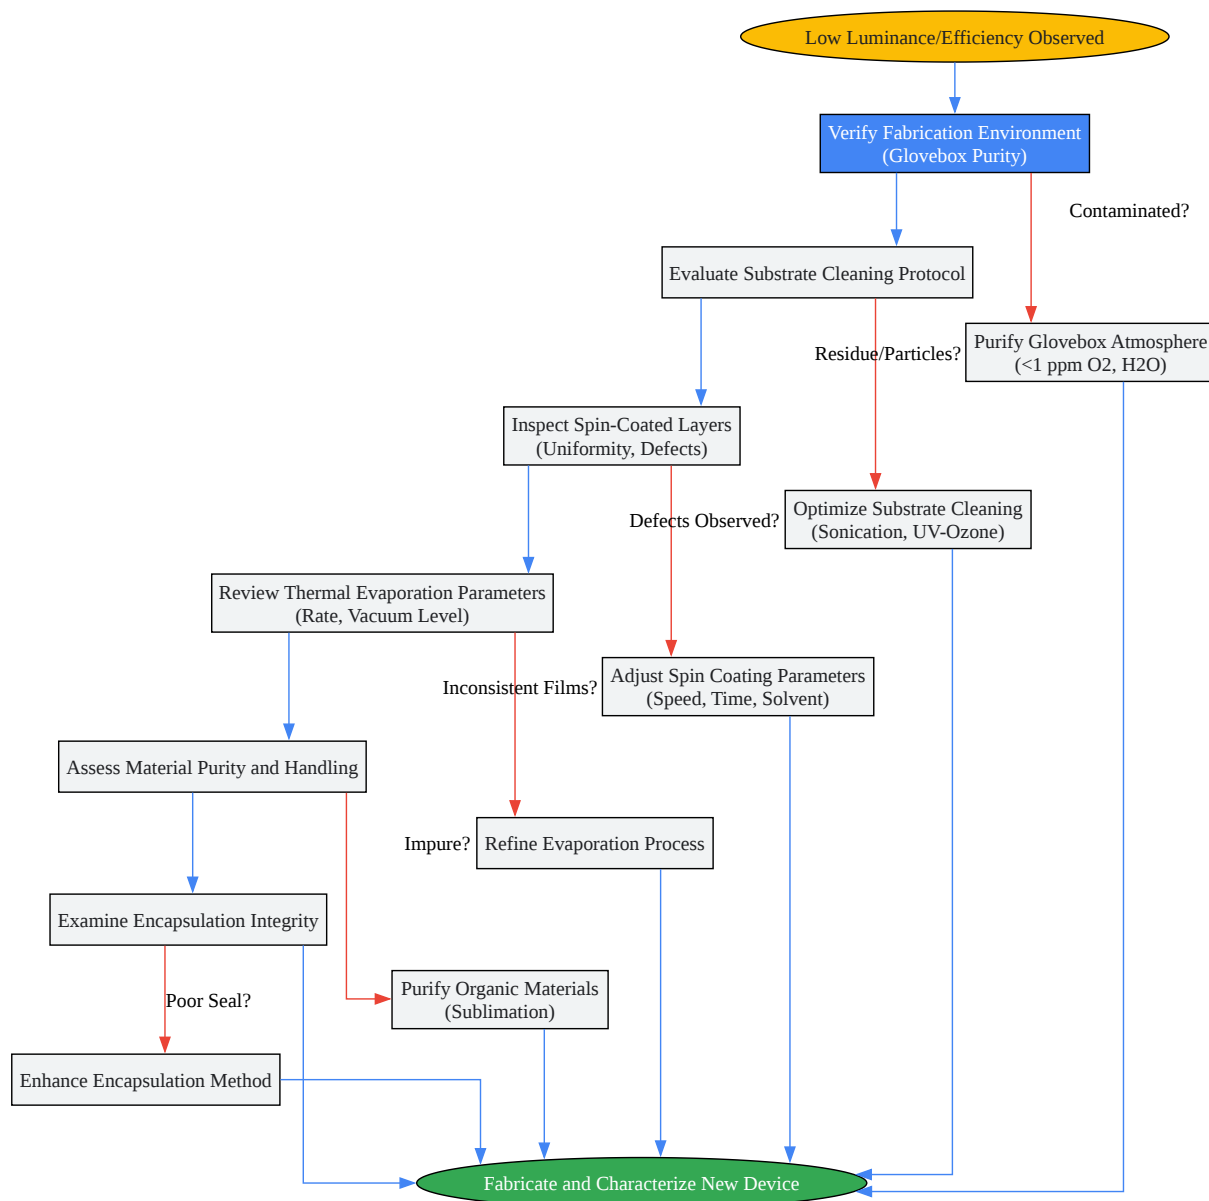 Low Luminance/Efficiency Observed
Verify Fabrication Environment
(Glovebox Purity)
Contaminated?
Evaluate Substrate Cleaning Protocol
Residue/Particles?
Purify Glovebox Atmosphere
(<1 ppm O2, H2O)
Inspect Spin-Coated Layers
(Uniformity, Defects)
Defects Observed?
Optimize Substrate Cleaning
(Sonication, UV-Ozone)
Review Thermal Evaporation Parameters
(Rate, Vacuum Level)
Inconsistent Films?
Adjust Spin Coating Parameters
(Speed, Time, Solvent)
Assess Material Purity and Handling
Impure?
Refine Evaporation Process
Examine Encapsulation Integrity
Poor Seal?
Purify Organic Materials
(Sublimation)
Enhance Encapsulation Method
Fabricate and Characterize New Device